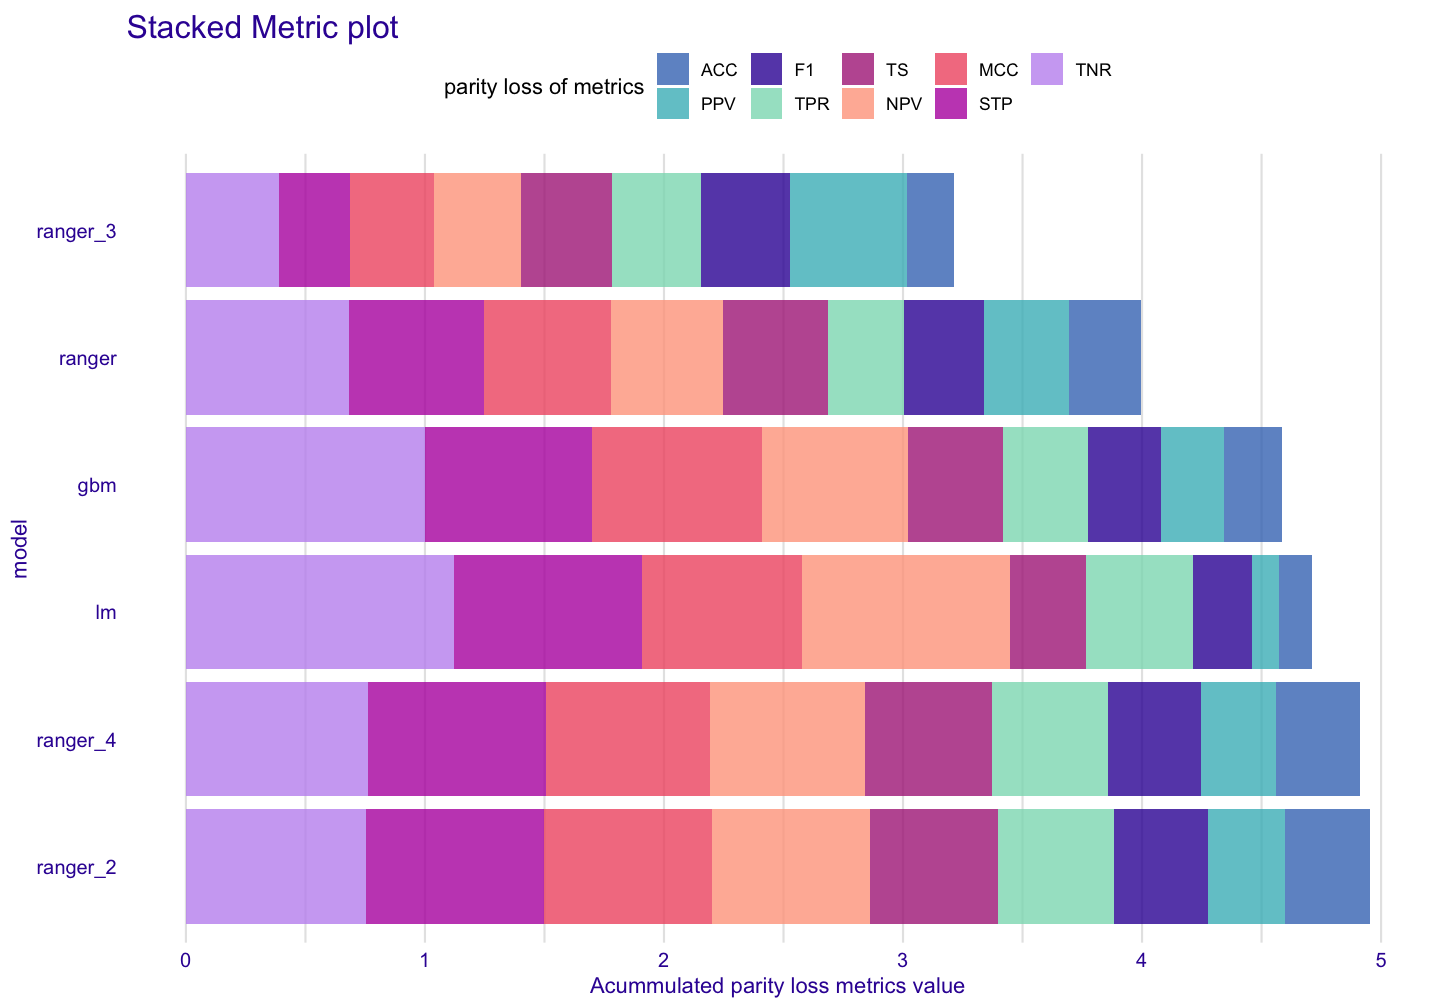 Stacked Metric plot
parity loss of metrics
ACC F1 TS MCC TNR
PPV TPR NPV STP
ranger_3
ranger
gbm
lm
ranger_4
ranger_2
model
0 1 2 3 4 5
Acummulated parity loss metrics value